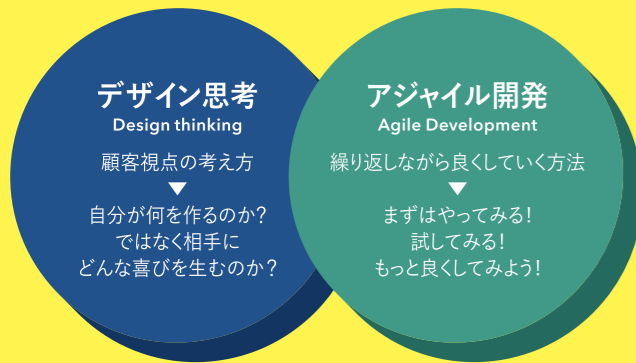 デザイン思考
Design thinking
顧客視点の考え方
▼
自分が何を作るのか?
ではなく相手に
どんな喜びを生むのか?
アジャイル開発
Agile Development
繰り返しながら良くしていく方法
▼
まずはやってみる!
試してみる!
もっと良くしてみよう!